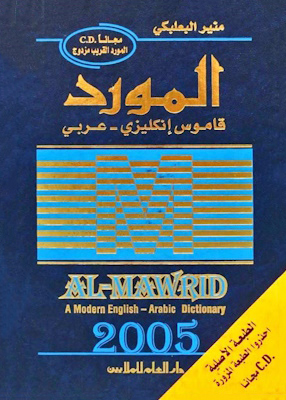 منير البعلبكي
مجاناً .C.D
المورد القريب مزدوج
المورد
قاموس إنكليزي - عربي
M
AL-MAWRID
A Modern English – Arabic Dictionary
2005
دار العلم للملايين
الطبعة الأصلية
احذروا الطبعة المزورة
.C.D مجاناً